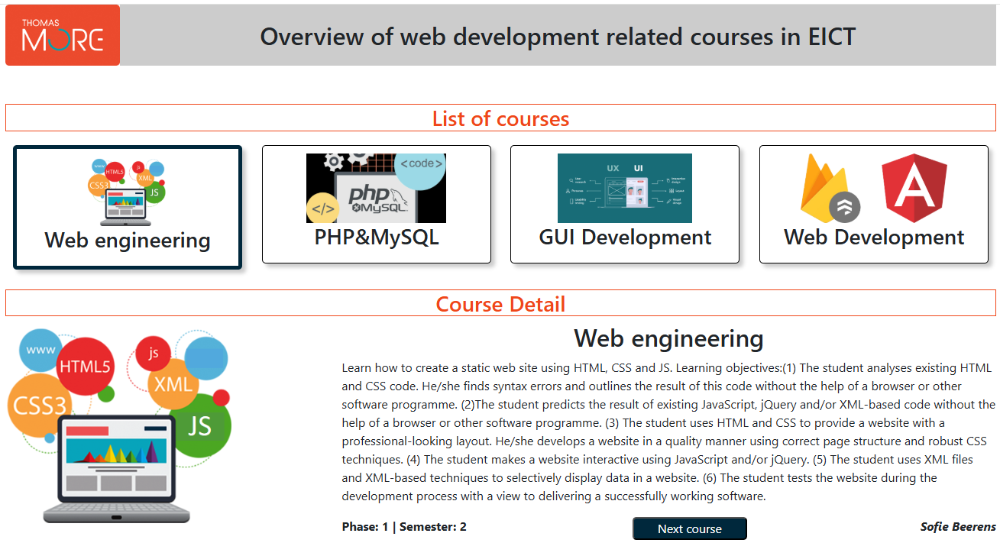 THOMAS
MORE
Overview of web development related courses in EICT
List of courses
www
HTML5
js
XML
CSS3
JS
Web engineering
<code>
php
MySQL
</>
PHP&MySQL
UX UI
GUI Development
A
Web Development
Course Detail
www
HTML5
js
XML
CSS3
JS
Web engineering
Learn how to create a static web site using HTML, CSS and JS. Learning objectives:(1) The student analyses existing HTML
and CSS code. He/she finds syntax errors and outlines the result of this code without the help of a browser or other
software programme. (2)The student predicts the result of existing JavaScript, jQuery and/or XML-based code without the
help of a browser or other software programme. (3) The student uses HTML and CSS to provide a website with a
professional-looking layout. He/she develops a website in a quality manner using correct page structure and robust CSS
techniques. (4) The student makes a website interactive using JavaScript and/or jQuery. (5) The student uses XML files
and XML-based techniques to selectively display data in a website. (6) The student tests the website during the
development process with a view to delivering a successfully working software.
Phase: 1 | Semester: 2
Next course
Sofie Beerens